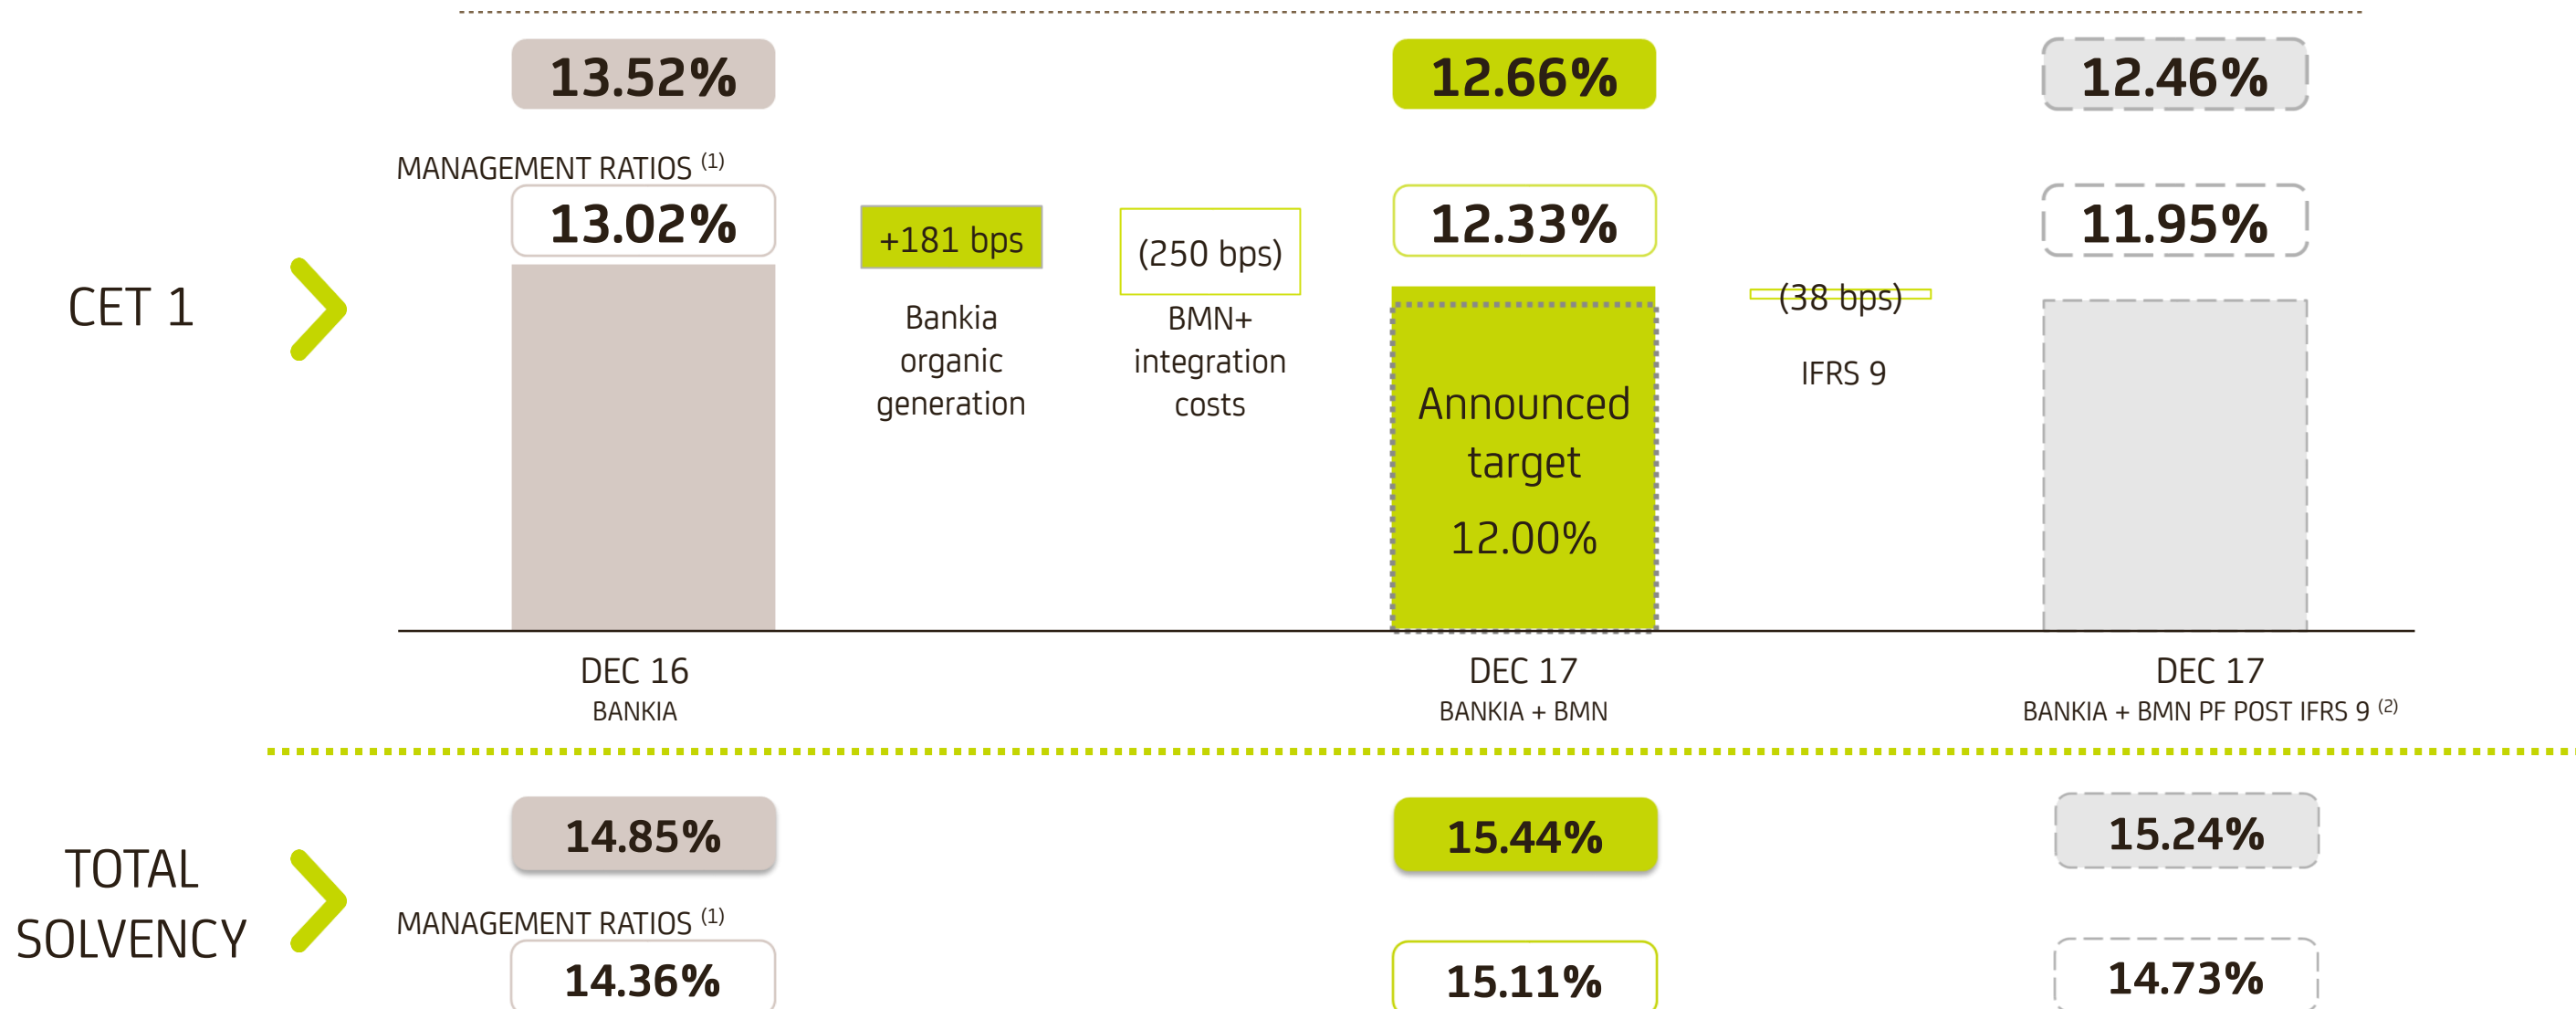 13.52%
12.66%
12.46%
MANAGEMENT RATIOS (1)
13.02%
+181 bps
(250 bps)
12.33%
11.95%
CET 1
(38 bps)
Bankia
organic
generation
BMN+
integration
costs
IFRS 9
Announced
target
12.00%
DEC 16
BANKIA
DEC 17
BANKIA + BMN
DEC 17
BANKIA + BMN PF POST IFRS 9 (2)
TOTAL
SOLVENCY
14.85%
15.44%
15.24%
MANAGEMENT RATIOS (1)
14.36%
15.11%
14.73%